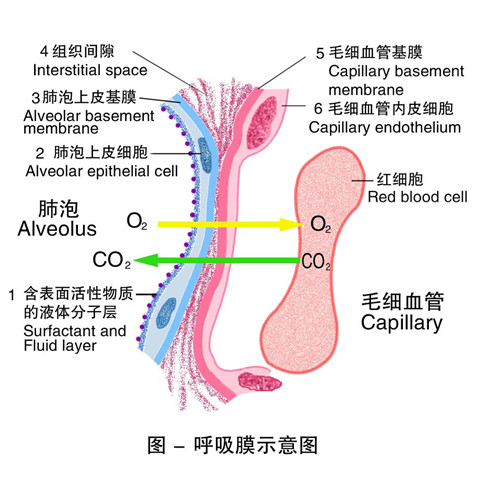 4 组织间隙
Interstitial space
3 肺泡上皮基膜
Alveolar basement
membrane
2 肺泡上皮细胞
Alveolar epithelial cell
肺泡
Alveolus
O₂
CO₂
1 含表面活性物质
的液体分子层
Surfactant and
Fluid layer
5 毛细血管基膜
Capillary basement
membrane
6 毛细血管内皮细胞
Capillary endothelium
红细胞
Red blood cell
O₂
CO₂
毛细血管
Capillary
图 – 呼吸膜示意图